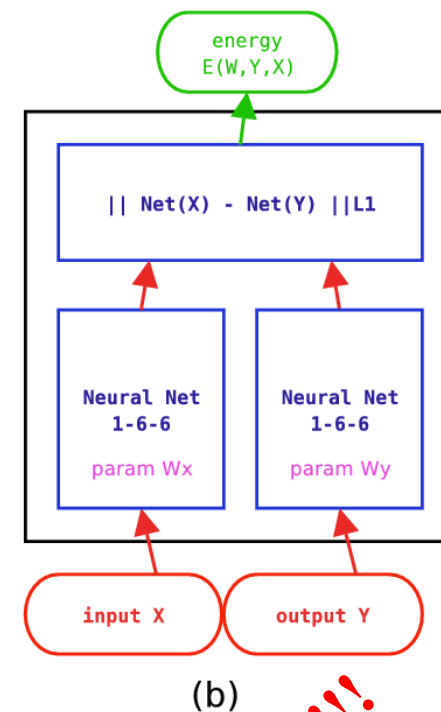 energy
E(W,Y,X)
|| Net(X) - Net(Y) ||L1
Neural Net
1-6-6
param Wx
Neural Net
1-6-6
param Wy
input X
output Y
(b)
!!!